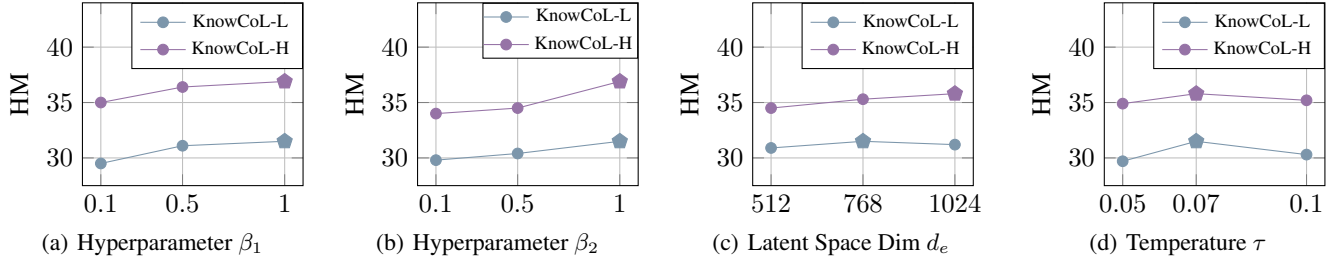 HM
40
35
30
0.1 0.5 1
KnowCoL-L
KnowCoL-H
(a) Hyperparameter β₁
HM
40
35
30
0.1 0.5 1
KnowCoL-L
KnowCoL-H
(b) Hyperparameter β₂
HM
40
35
30
512 768 1024
KnowCoL-L
KnowCoL-H
(c) Latent Space Dim dₑ
HM
40
35
30
0.05 0.07 0.1
KnowCoL-L
KnowCoL-H
(d) Temperature τ